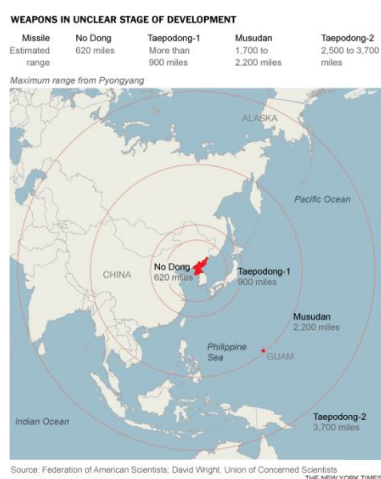 WEAPONS IN UNCLEAR STAGE OF DEVELOPMENT
Missile No Dong Taepodong-1 Musudan Taepodong-2
Estimated 620 miles More than 1,700 to 2,500 to 3,700
range 900 miles 2,200 miles miles
Maximum range from Pyongyang
ALASKA
Pacific Ocean
CHINA
No Dong
620 miles
Taepodong-1
900 miles
Musudan
2,200 miles
Philippine
Sea
GUAM
Taepodong-2
3,700 miles
Indian Ocean
Source: Federation of American Scientists; David Wright, Union of Concerned Scientists
THE NEW YORK TIMES